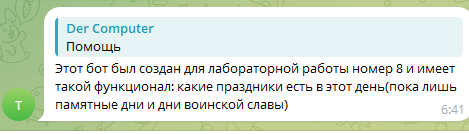 Der Computer
Помощь
Этот бот был создан для лабораторной работы номер 8 и имеет
такой функционал: какие праздники есть в этот день(пока лишь
памятные дни и дни воинской славы)
6:41
T